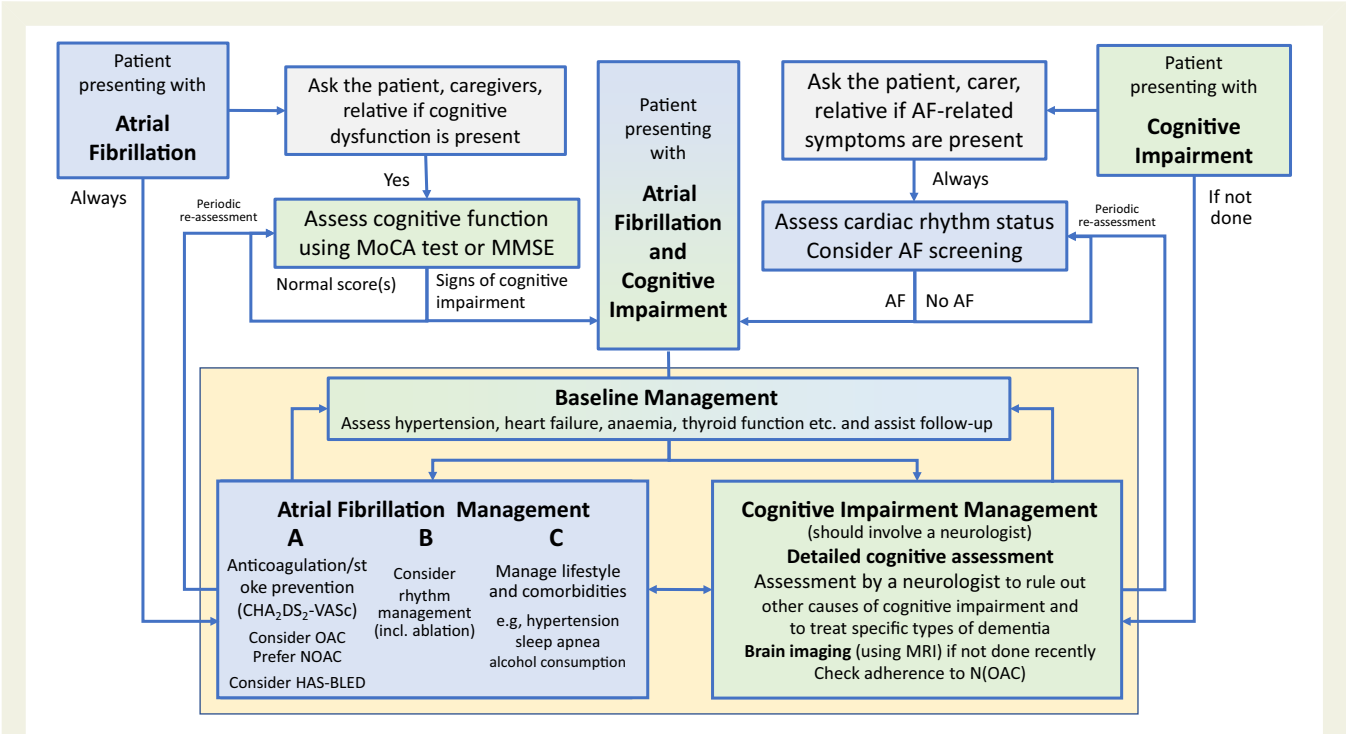 Patient
presenting with
Atrial
Fibrillation
Always
Ask the patient, caregivers,
relative if cognitive
dysfunction is present
Yes
Periodic
re-assessment
Assess cognitive function
using MoCA test or MMSE
Normal score(s)
Signs of cognitive
impairment
Patient
presenting
with
Atrial
Fibrillation
and
Cognitive
Impairment
Ask the patient, carer,
relative if AF-related
symptoms are present
Always
Patient
presenting with
Cognitive
Impairment
If not
done
Periodic
re-assessment
Assess cardiac rhythm status
Consider AF screening
AF
No AF
Baseline Management
Assess hypertension, heart failure, anaemia, thyroid function etc. and assist follow-up
Atrial Fibrillation Management
A
Anticoagulation/st
oke prevention
(CHA₂DS₂-VASc)
Consider OAC
Prefer NOAC
Consider HAS-BLED
B
Consider
rhythm
management
(incl. ablation)
C
Manage lifestyle
and comorbidities
e.g, hypertension
sleep apnea
alcohol consumption
Cognitive Impairment Management
(should involve a neurologist)
Detailed cognitive assessment
Assessment by a neurologist to rule out
other causes of cognitive impairment and
to treat specific types of dementia
Brain imaging (using MRI) if not done recently
Check adherence to N(OAC)